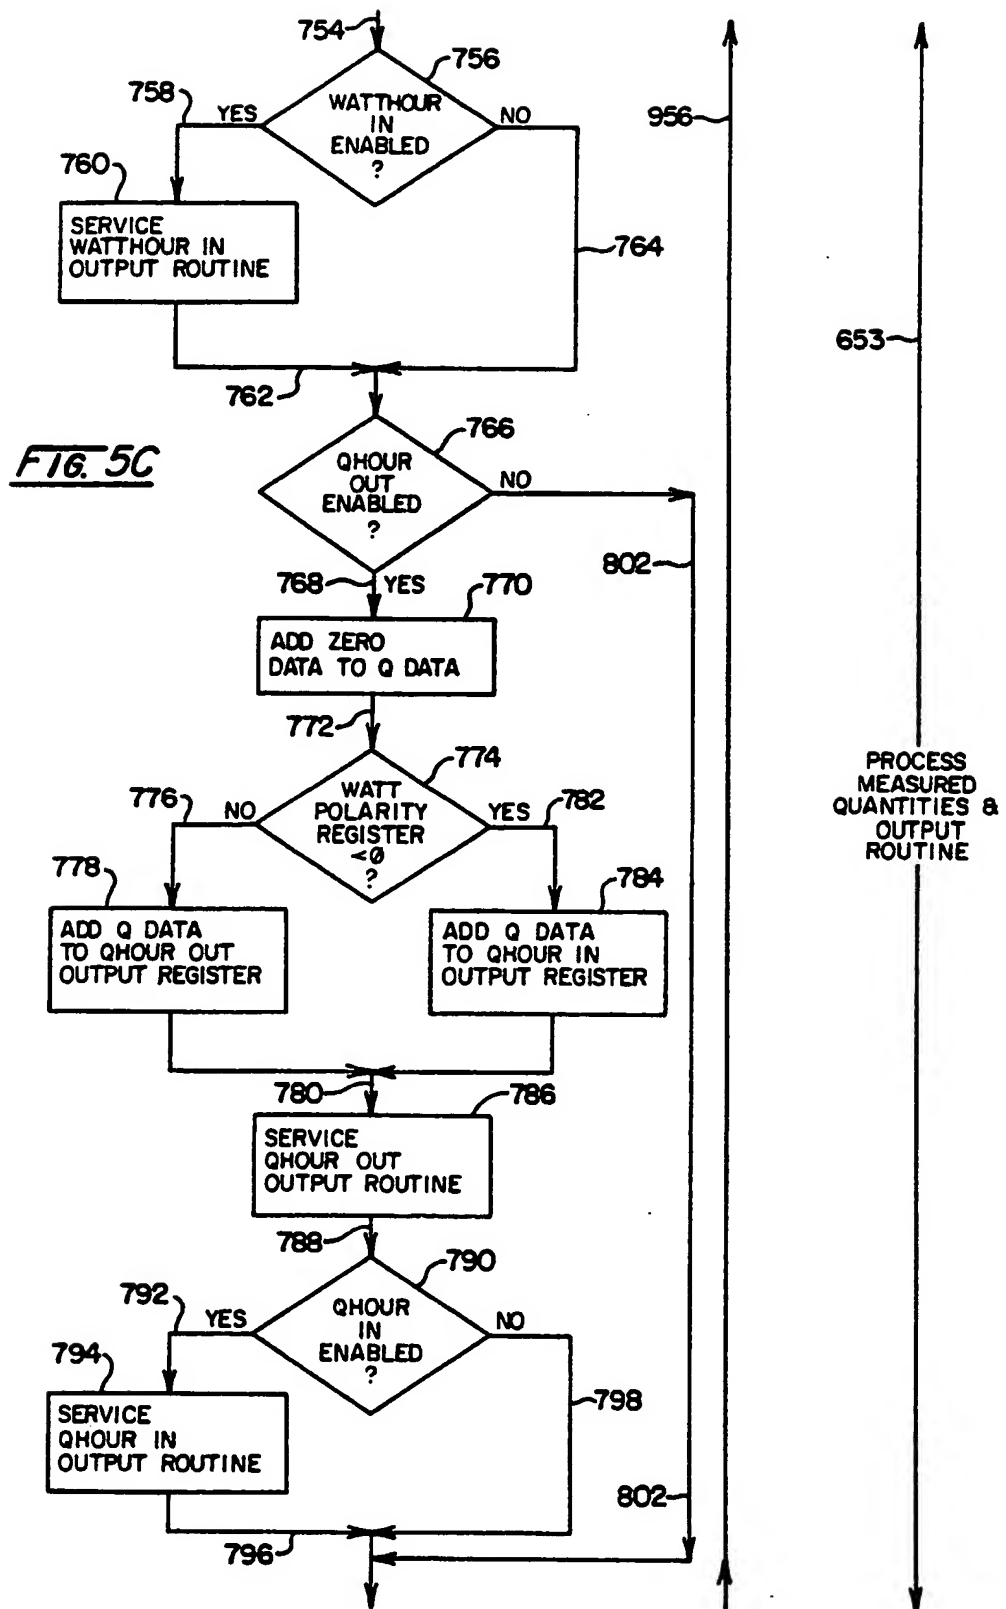 754
756
758
YES
WATTHOUR
IN
ENABLED
?
NO
956
760
SERVICE
WATTHOUR IN
OUTPUT ROUTINE
764
653
762
FIG. 5C
766
QHOUR
OUT
ENABLED
?
NO
802
768
YES
770
ADD ZERO
DATA TO Q DATA
772
774
776
NO
WATT
POLARITY
REGISTER
<Ø
?
YES
782
PROCESS
MEASURED
QUANTITIES &
OUTPUT
ROUTINE
778
ADD Q DATA
TO QHOUR OUT
OUTPUT REGISTER
784
ADD Q DATA
TO QHOUR IN
OUTPUT REGISTER
780
786
SERVICE
QHOUR OUT
OUTPUT ROUTINE
788
790
792
YES
QHOUR
IN
ENABLED
?
NO
794
SERVICE
QHOUR IN
OUTPUT ROUTINE
798
802
796